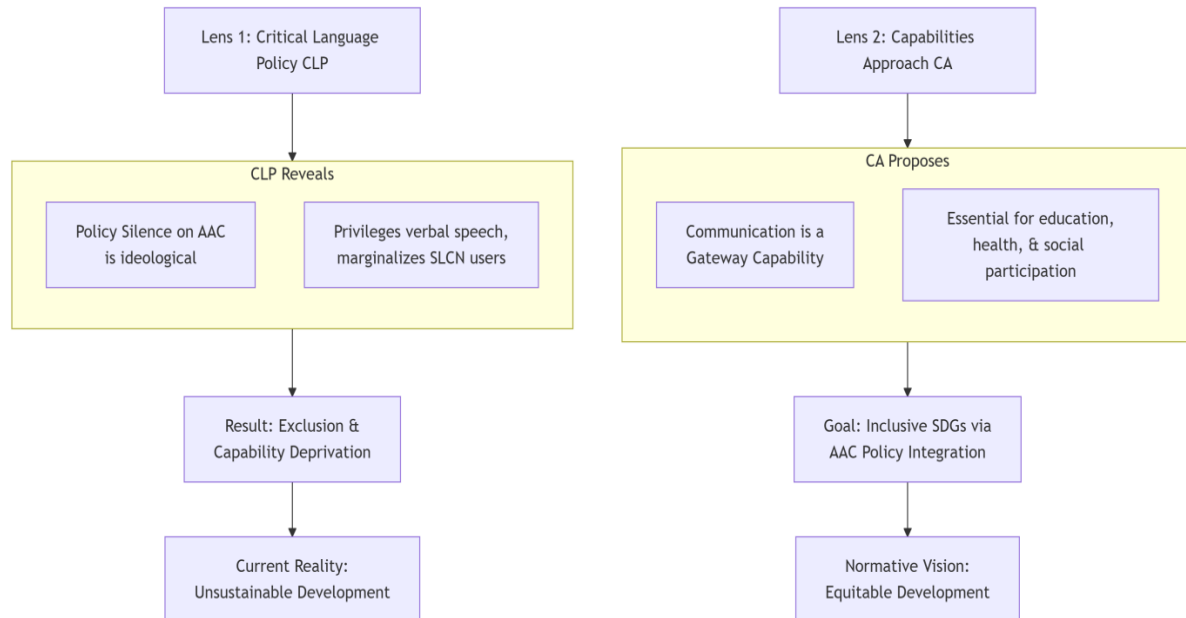 Lens 1: Critical Language
Policy CLP
CLP Reveals
Policy Silence on AAC
is ideological
Privileges verbal speech,
marginalizes SLCN users
Result: Exclusion &
Capability Deprivation
Current Reality:
Unsustainable Development
Lens 2: Capabilities
Approach CA
CA Proposes
Communication is a
Gateway Capability
Essential for education,
health, & social
participation
Goal: Inclusive SDGs via
AAC Policy Integration
Normative Vision:
Equitable Development